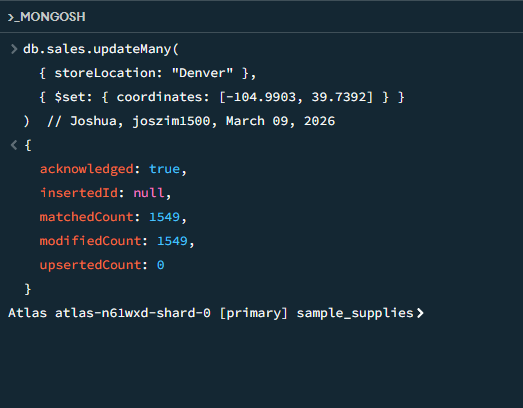 >_MONGOSH
> db.sales.updateMany(
{ storeLocation: "Denver" },
{ $set: { coordinates: [-104.9903, 39.7392] } }
)  // Joshua, joszim1500, March 09, 2026
< {
acknowledged: true,
insertedId: null,
matchedCount: 1549,
modifiedCount: 1549,
upsertedCount: 0
}
Atlas atlas-n61wxd-shard-0 [primary] sample_supplies>